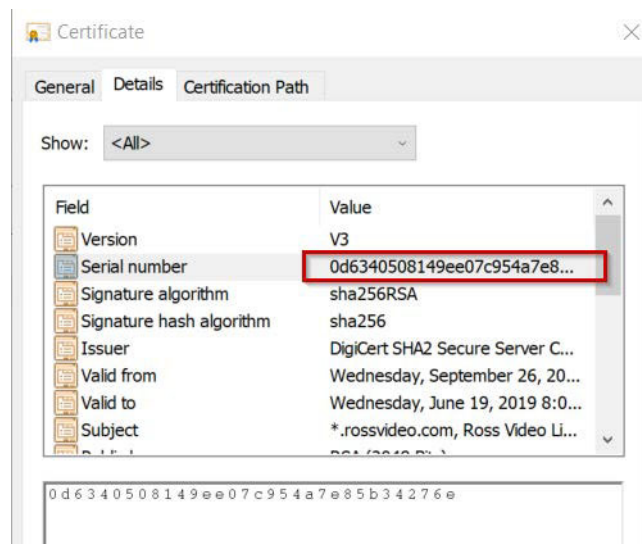 Certificate
General Details Certification Path
Show: <All>
Field Value
Version V3
Serial number 0d6340508149ee07c954a7e8...
Signature algorithm sha256RSA
Signature hash algorithm sha256
Issuer DigiCert SHA2 Secure Server C...
Valid from Wednesday, September 26, 20...
Valid to Wednesday, June 19, 2019 8:0...
Subject *.rossvideo.com, Ross Video Li...
0d6340508149ee07c954a7e85b34276e